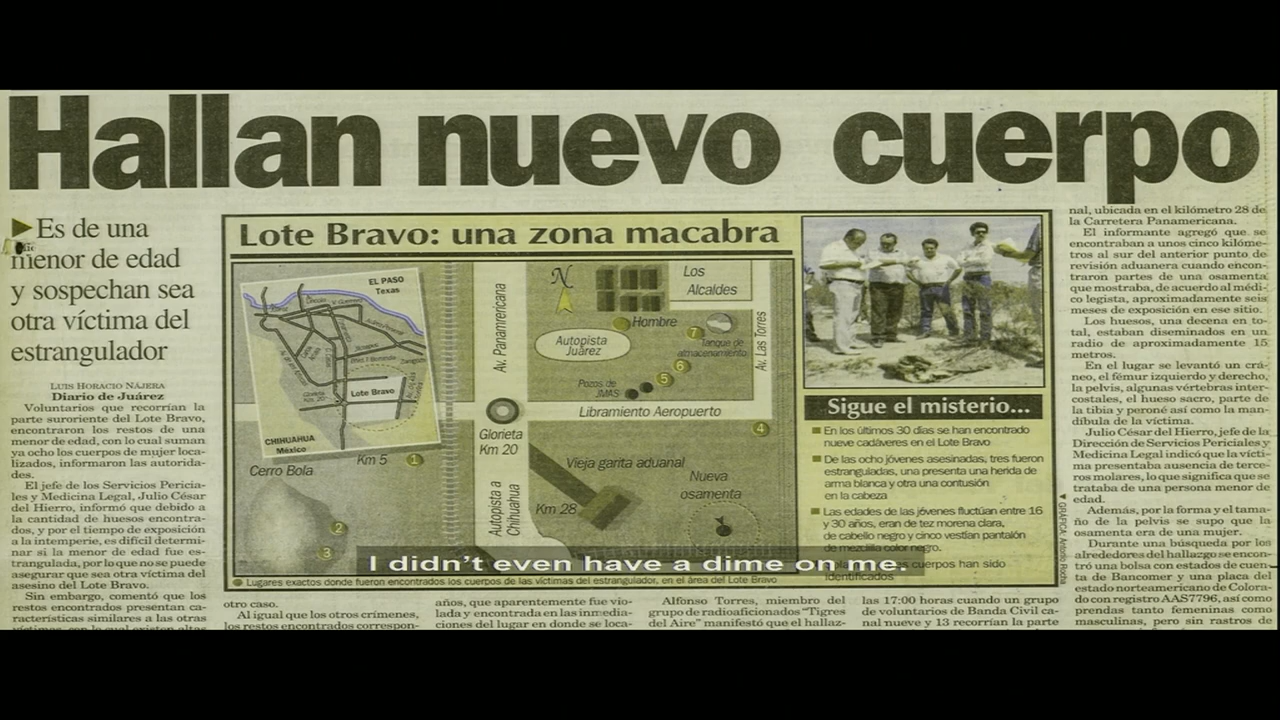 Hallan nuevo cuerpo
Es de una
menor de edad
y sospechan sea
otra víctima del
estrangulador
LUIS HORACIO NÁJERA
Diario de Juárez
Voluntarios que recorrían la
parte suroriente del Lote Bravo,
encontraron los restos de una
menor de edad, con lo cual suman
ya ocho los cuerpos de mujer loca-
lizados, informaron la autorida-
des.
El jefe de los Servicios Pericia-
les y Medicina Legal, Julio César
del Hierro, informó que debido a
la cantidad de huesos encontra-
dos, y por el tiempo de exposición
a la intemperie, es difícil determi-
nar si la menor de edad fue es-
trangulada, por lo que no se puede
asegurar que sea otra víctima del
asesino del Lote Bravo.
Sin embargo, comentó que los
restos encontrados presentan ca-
racterísticas similares a las otras
Lote Bravo: una zona macabra
EL PASO
Texas
Lote Bravo
CHIHUAHUA
México
Av. Panamericana
N
Los
Alcaldes
Hombre
Autopista
Juárez
7
Tanque de
almacenamiento
Av. Las Torres
6
5
Pozos de
JMAS
Libramiento Aeropuerto
4
Glorieta
Km 20
Km 5
1
Cerro Bola
Vieja garita aduanal
Nueva
osamenta
Autopista a
Chihuahua
Km 28
2
3
Lugares exactos donde fueron encontrados los cuerpos de las víctimas del estrangulador, en el área del Lote Bravo
Sigue el misterio...
En los últimos 30 días se han encontrado
nueve cadáveres en el Lote Bravo
De las ocho jóvenes asesinadas, tres fueron
estranguladas, una presenta una herida de
arma blanca y otra una contusión
en la cabeza
Las edades de las jóvenes fluctúan entre 16
y 30 años, eran de tez morena clara,
de cabello negro y cinco vestían pantalón
de mezclilla color negro.
cuerpos han sido
identificados
GRÁFICA: Antonio Rocha
I didn't even have a dime on me.
otro caso.
Al igual que los otros crímenes,
los restos encontrados correspon-
años, que aparentemente fue vio-
lada y encontrada en las inmedia-
ciones del lugar en donde se loca-
Alfonso Torres, miembro del
grupo de radioaficionados "Tigres
del Aire" manifestó que el hallaz-
las 17:00 horas cuando un grupo
de voluntarios de Banda Civil ca-
nal nueve y 13 recorrían la parte
nal, ubicada en el kilómetro 28 de
la Carretera Panamericana.
El informante agregó que se
encontraban a unos cinco kilóme-
tros al sur del anterior punto de
revisión aduanera cuando encon-
traron partes de una osamenta
que mostraba, de acuerdo al médi-
co legista, aproximadamente seis
meses de exposición en ese sitio.
Los huesos, una decena en to-
tal, estaban diseminados en un
radio de aproximadamente 15
metros.
En el lugar se levantó un crá-
neo, el fémur izquierdo y derecho,
la pelvis, algunas vértebras inter-
costales, el hueso sacro, parte de
la tibia y peroné así como la man-
díbula de la víctima.
Julio César del Hierro, jefe de la
Dirección de Servicios Periciales y
Medicina Legal indicó que la vícti-
ma presentaba ausencia de terce-
ros molares, lo que significa que se
trataba de una persona menor de
edad.
Además, por la forma y el tama-
ño de la pelvis se supo que la
osamenta era de una mujer.
Durante una búsqueda por los
alrededores del hallazgo se encon-
tró una bolsa con estados de cuen-
ta de Bancomer y una placa del
estado norteamericano de Colora-
do con registro AAS7796, así como
prendas tanto femeninas como
masculinas, pero sin rastros de